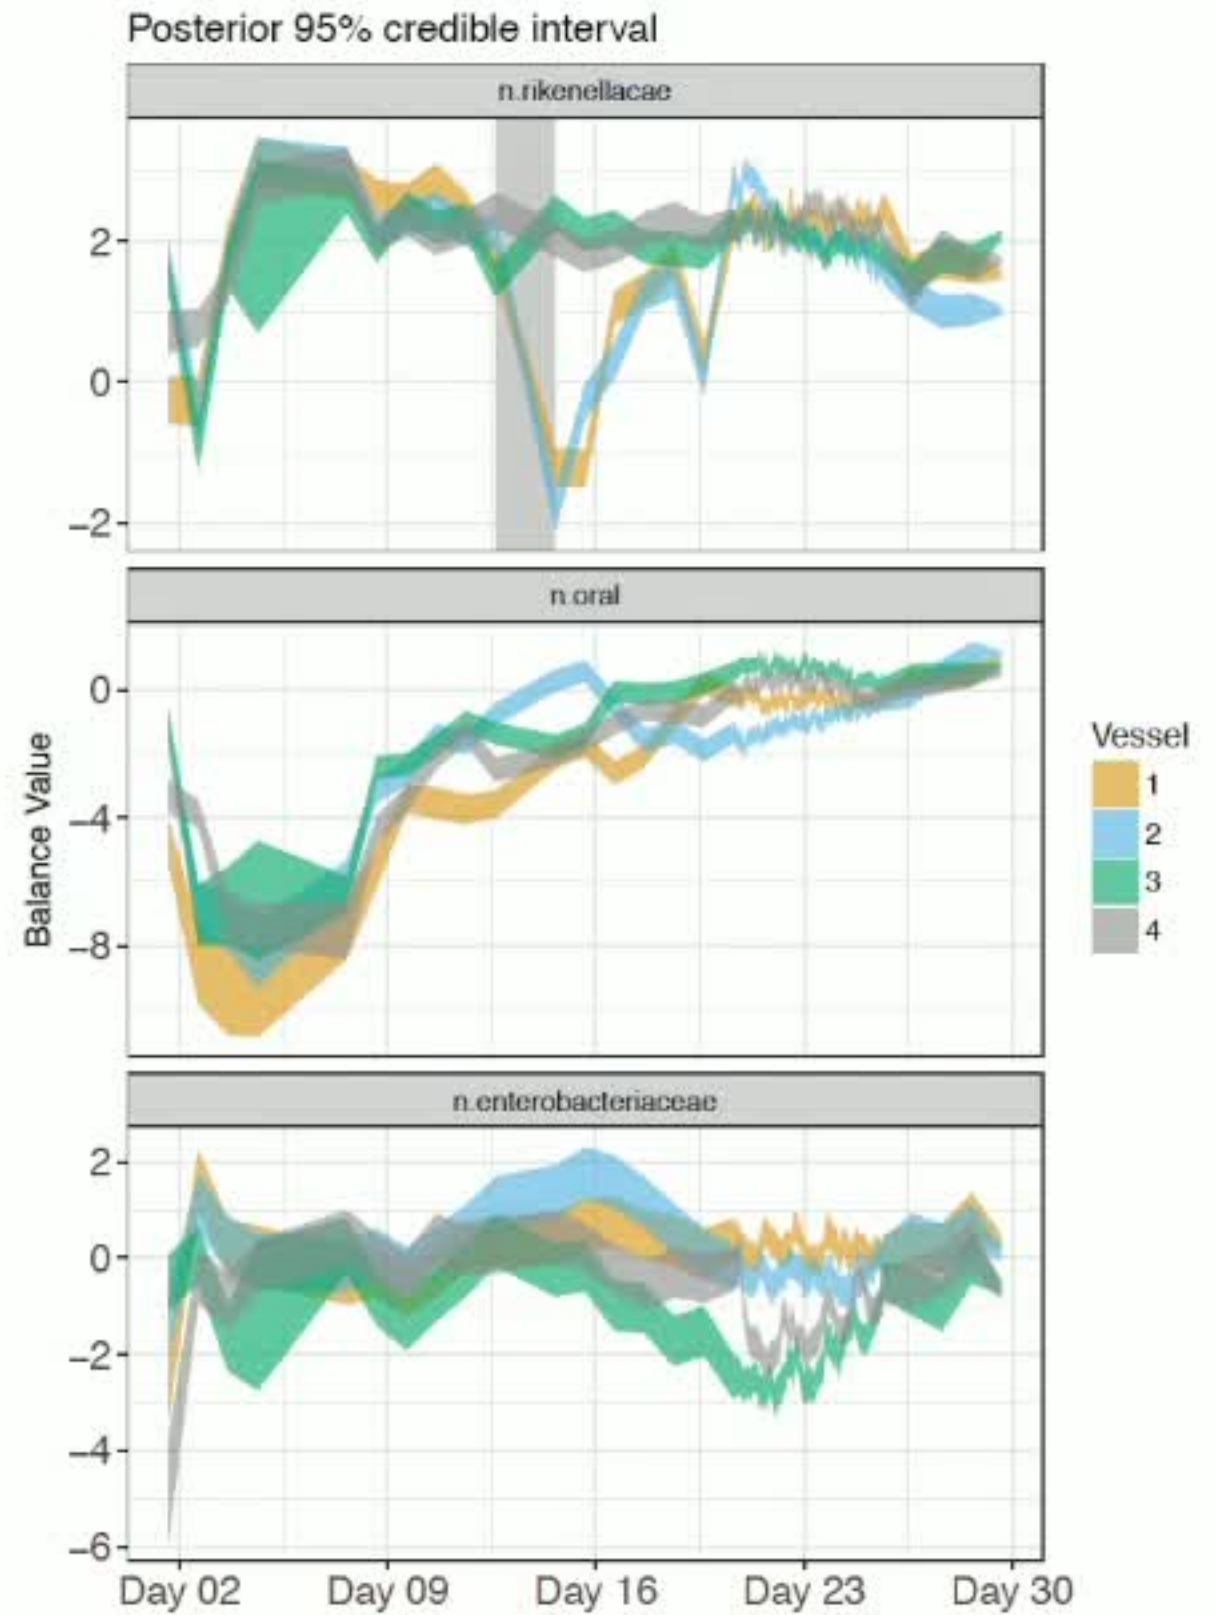 Posterior 95% credible interval
n.rikenellacae
2
0
−2
n.oral
0
−4
−8
Balance Value
Vessel
1
2
3
4
n.enterobacteriaceae
2
0
−2
−4
−6
Day 02 Day 09 Day 16 Day 23 Day 30